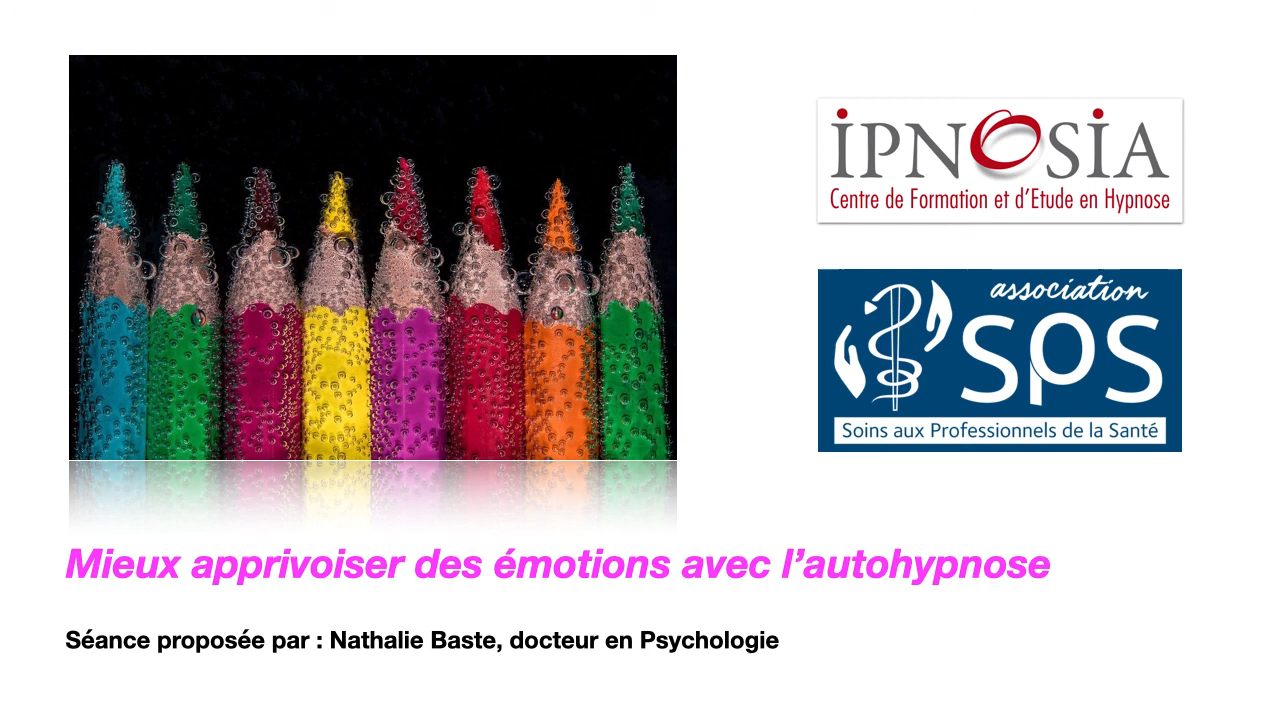 IPNOSIA
Centre de Formation et d'Etude en Hypnose
association
SPS
Soins aux Professionnels de la Santé
Mieux apprivoiser des émotions avec l’autohypnose
Séance proposée par : Nathalie Baste, docteur en Psychologie